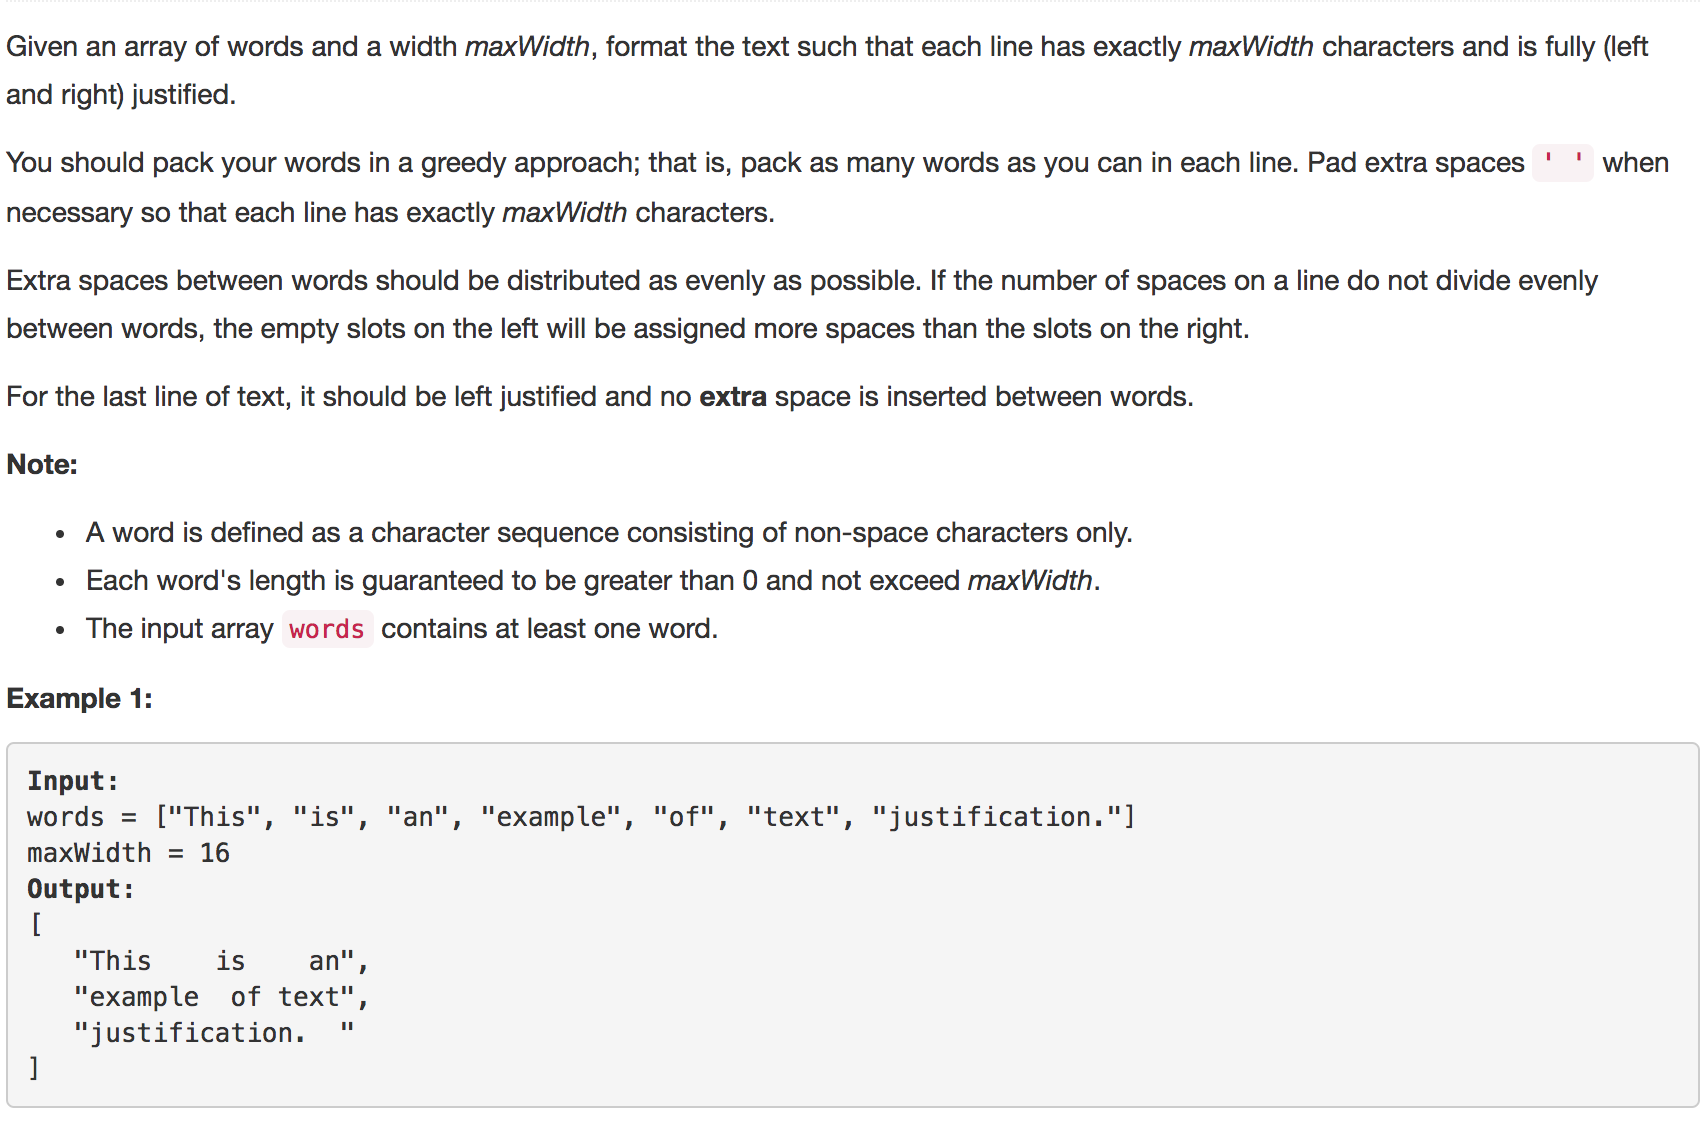 Given an array of words and a width maxWidth, format the text such that each line has exactly maxWidth characters and is fully (left
and right) justified.
You should pack your words in a greedy approach; that is, pack as many words as you can in each line. Pad extra spaces ' ' when
necessary so that each line has exactly maxWidth characters.
Extra spaces between words should be distributed as evenly as possible. If the number of spaces on a line do not divide evenly
between words, the empty slots on the left will be assigned more spaces than the slots on the right.
For the last line of text, it should be left justified and no extra space is inserted between words.
Note:
• A word is defined as a character sequence consisting of non-space characters only.
• Each word's length is guaranteed to be greater than 0 and not exceed maxWidth.
• The input array words contains at least one word.
Example 1:
Input:
words = ["This", "is", "an", "example", "of", "text", "justification."]
maxWidth = 16
Output:
[
   "This    is    an",
   "example  of text",
   "justification.  "
]